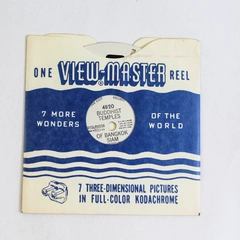 ONE VIEW-MASTER REEL
4820
BUDDHIST
TEMPLES
OF BANGKOK
SIAM
7 MORE
WONDERS
OF THE
WORLD
7 THREE-DIMENSIONAL PICTURES
IN FULL-COLOR KODACHROME